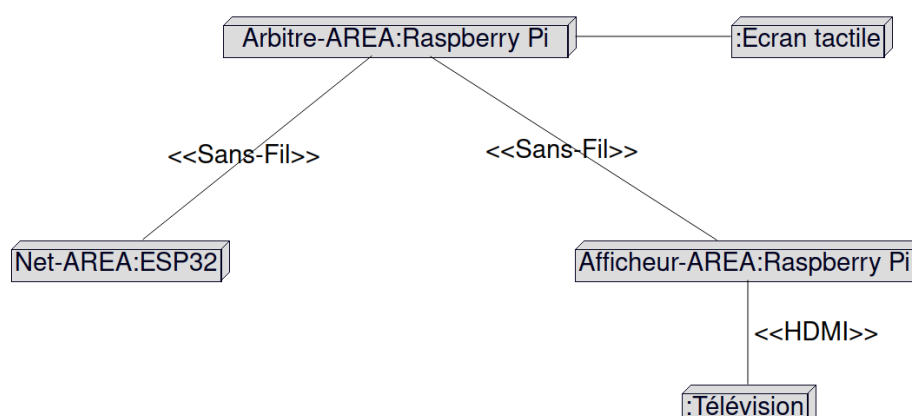 Arbitre-AREA:Raspberry Pi
:Ecran tactile
<<Sans-Fil>>
<<Sans-Fil>>
Net-AREA:ESP32
Afficheur-AREA:Raspberry Pi
<<HDMI>>
:Télévision